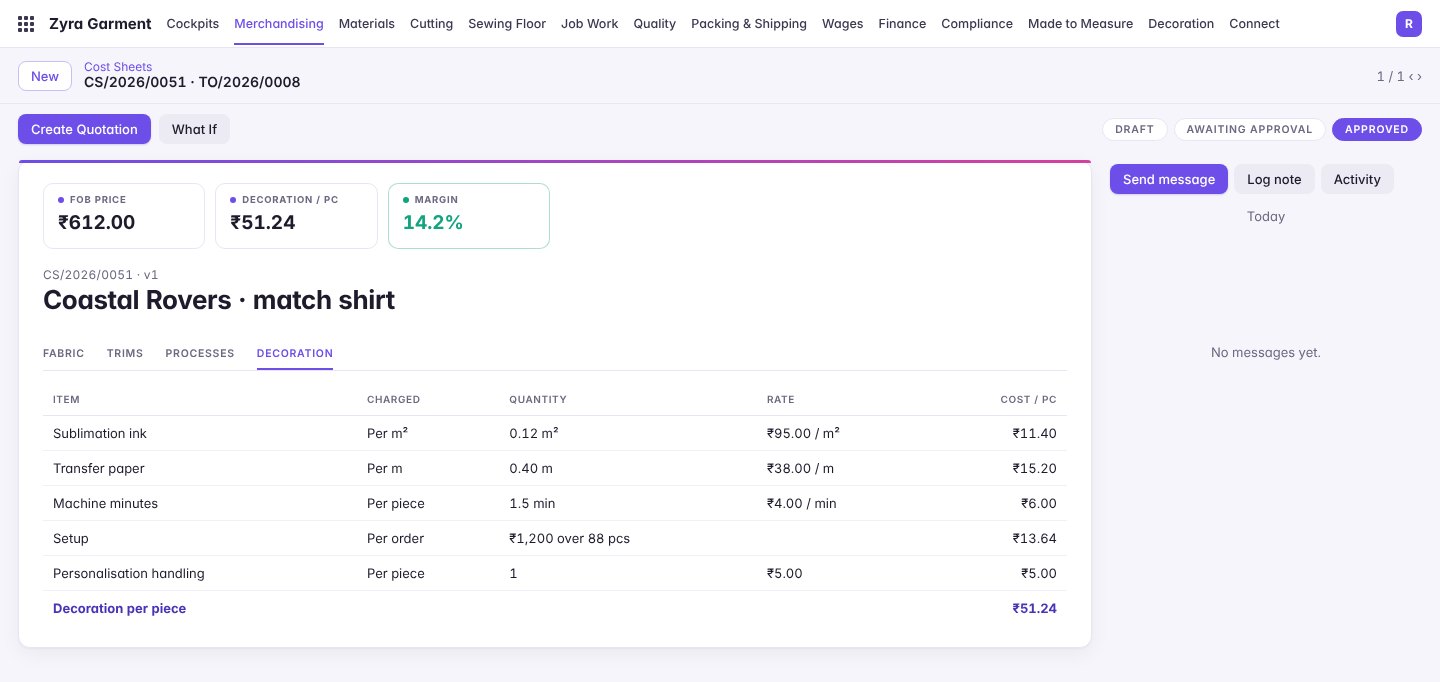 Zyra Garment Cockpits Merchandising Materials Cutting Sewing Floor Job Work Quality Packing & Shipping Wages Finance Compliance Made to Measure Decoration Connect R
New
Cost Sheets
CS/2026/0051 · TO/2026/0008
1 / 1 ‹ ›
Create Quotation What If
DRAFT AWAITING APPROVAL APPROVED
FOB PRICE
₹612.00
DECORATION / PC
₹51.24
MARGIN
14.2%
CS/2026/0051 · v1
Coastal Rovers · match shirt
FABRIC TRIMS PROCESSES DECORATION
ITEM CHARGED QUANTITY RATE COST / PC
Sublimation ink Per m² 0.12 m² ₹95.00 / m² ₹11.40
Transfer paper Per m 0.40 m ₹38.00 / m ₹15.20
Machine minutes Per piece 1.5 min ₹4.00 / min ₹6.00
Setup Per order ₹1,200 over 88 pcs ₹13.64
Personalisation handling Per piece 1 ₹5.00 ₹5.00
Decoration per piece ₹51.24
Send message Log note Activity
Today
No messages yet.